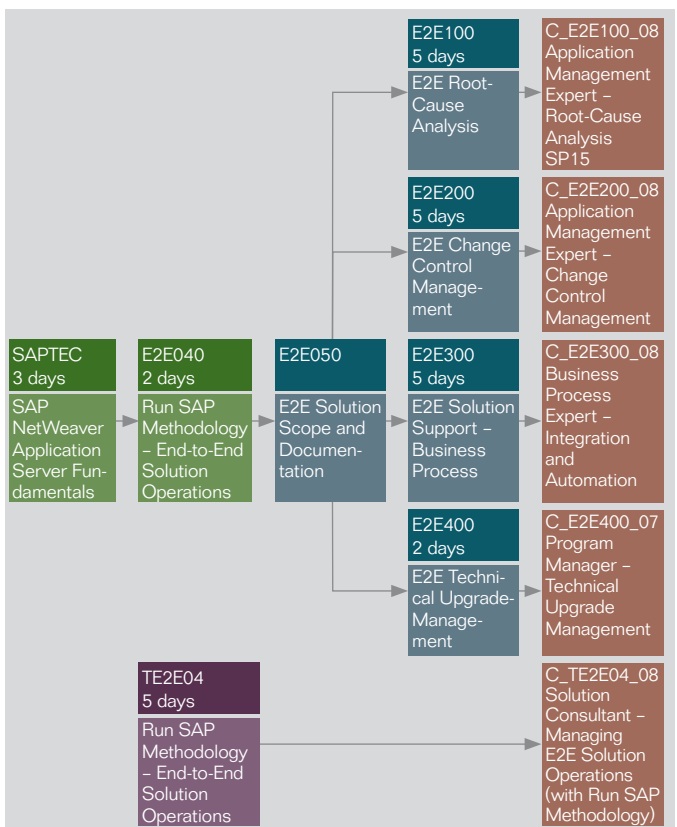 E2E100
5 days
E2E Root-
Cause
Analysis
C_E2E100_08
Application
Management
Expert –
Root-Cause
Analysis
SP15
E2E200
5 days
E2E Change
Control
Manage-
ment
C_E2E200_08
Application
Management
Expert –
Change
Control
Management
SAPTEC
3 days
SAP
NetWeaver
Application
Server Fun-
damentals
E2E040
2 days
Run SAP
Methodology
– End-to-End
Solution
Operations
E2E050
E2E Solution
Scope and
Documen-
tation
E2E300
5 days
E2E Solution
Support –
Business
Process
C_E2E300_08
Business
Process
Expert –
Integration
and
Automation
E2E400
2 days
E2E Techni-
cal Upgrade-
Manage-
ment
C_E2E400_07
Program
Manager –
Technical
Upgrade
Management
TE2E04
5 days
Run SAP
Methodology
– End-to-End
Solution
Operations
C_TE2E04_08
Solution
Consultant –
Managing
E2E Solution
Operations
(with Run SAP
Methodology)